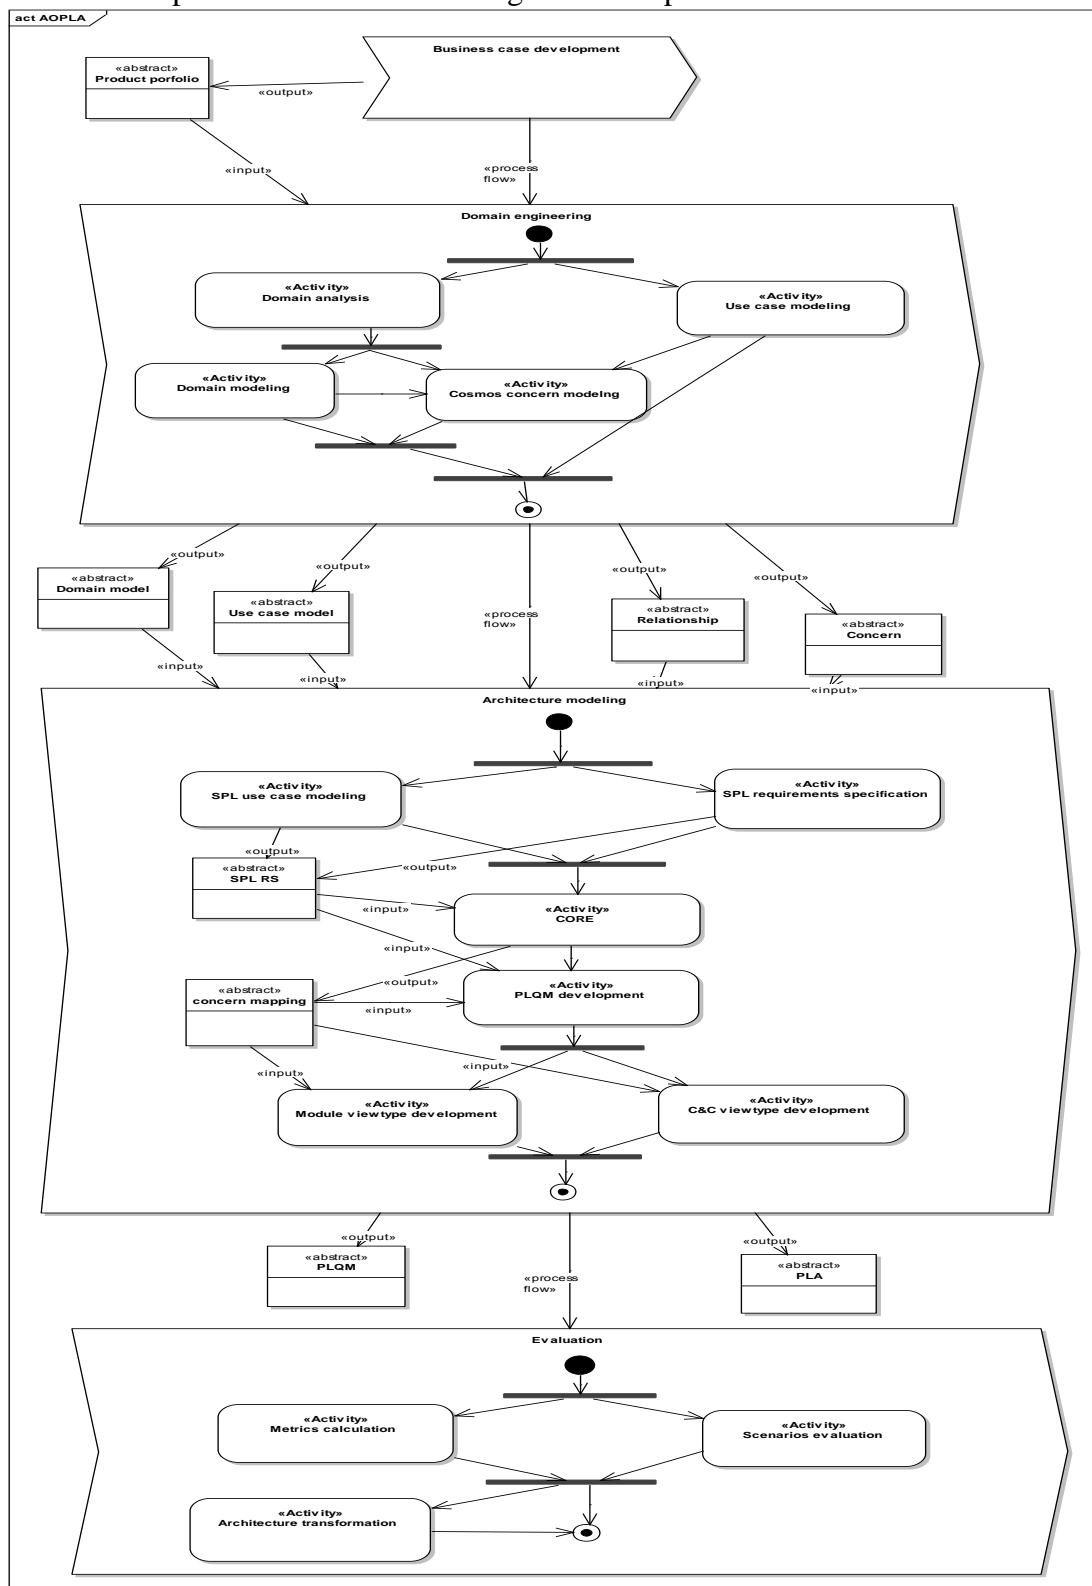 act AOPLA
Business case development
«abstract»
Product porfolio
«output»
«input»
«process
flow»
Domain engineering
«Activity»
Domain analysis
«Activity»
Use case modeling
«Activity»
Domain modeling
«Activity»
Cosmos concern modelng
«output»
«output»
«output»
«output»
«abstract»
Domain model
«abstract»
Use case model
«process
flow»
«abstract»
Relationship
«abstract»
Concern
«input»
«input»
«input»
«input»
Architecture modeling
«Activity»
SPL use case modeling
«Activity»
SPL requirements specification
«output»
«output»
«abstract»
SPL RS
«input»
«Activity»
CORE
«input»
«output»
«abstract»
concern mapping
«input»
«Activity»
PLQM development
«input»
«input»
«Activity»
Module viewtype development
«Activity»
C&C viewtype development
«output»
«output»
«abstract»
PLQM
«process
flow»
«abstract»
PLA
Evaluation
«Activity»
Metrics calculation
«Activity»
Scenarios evaluation
«Activity»
Architecture transformation